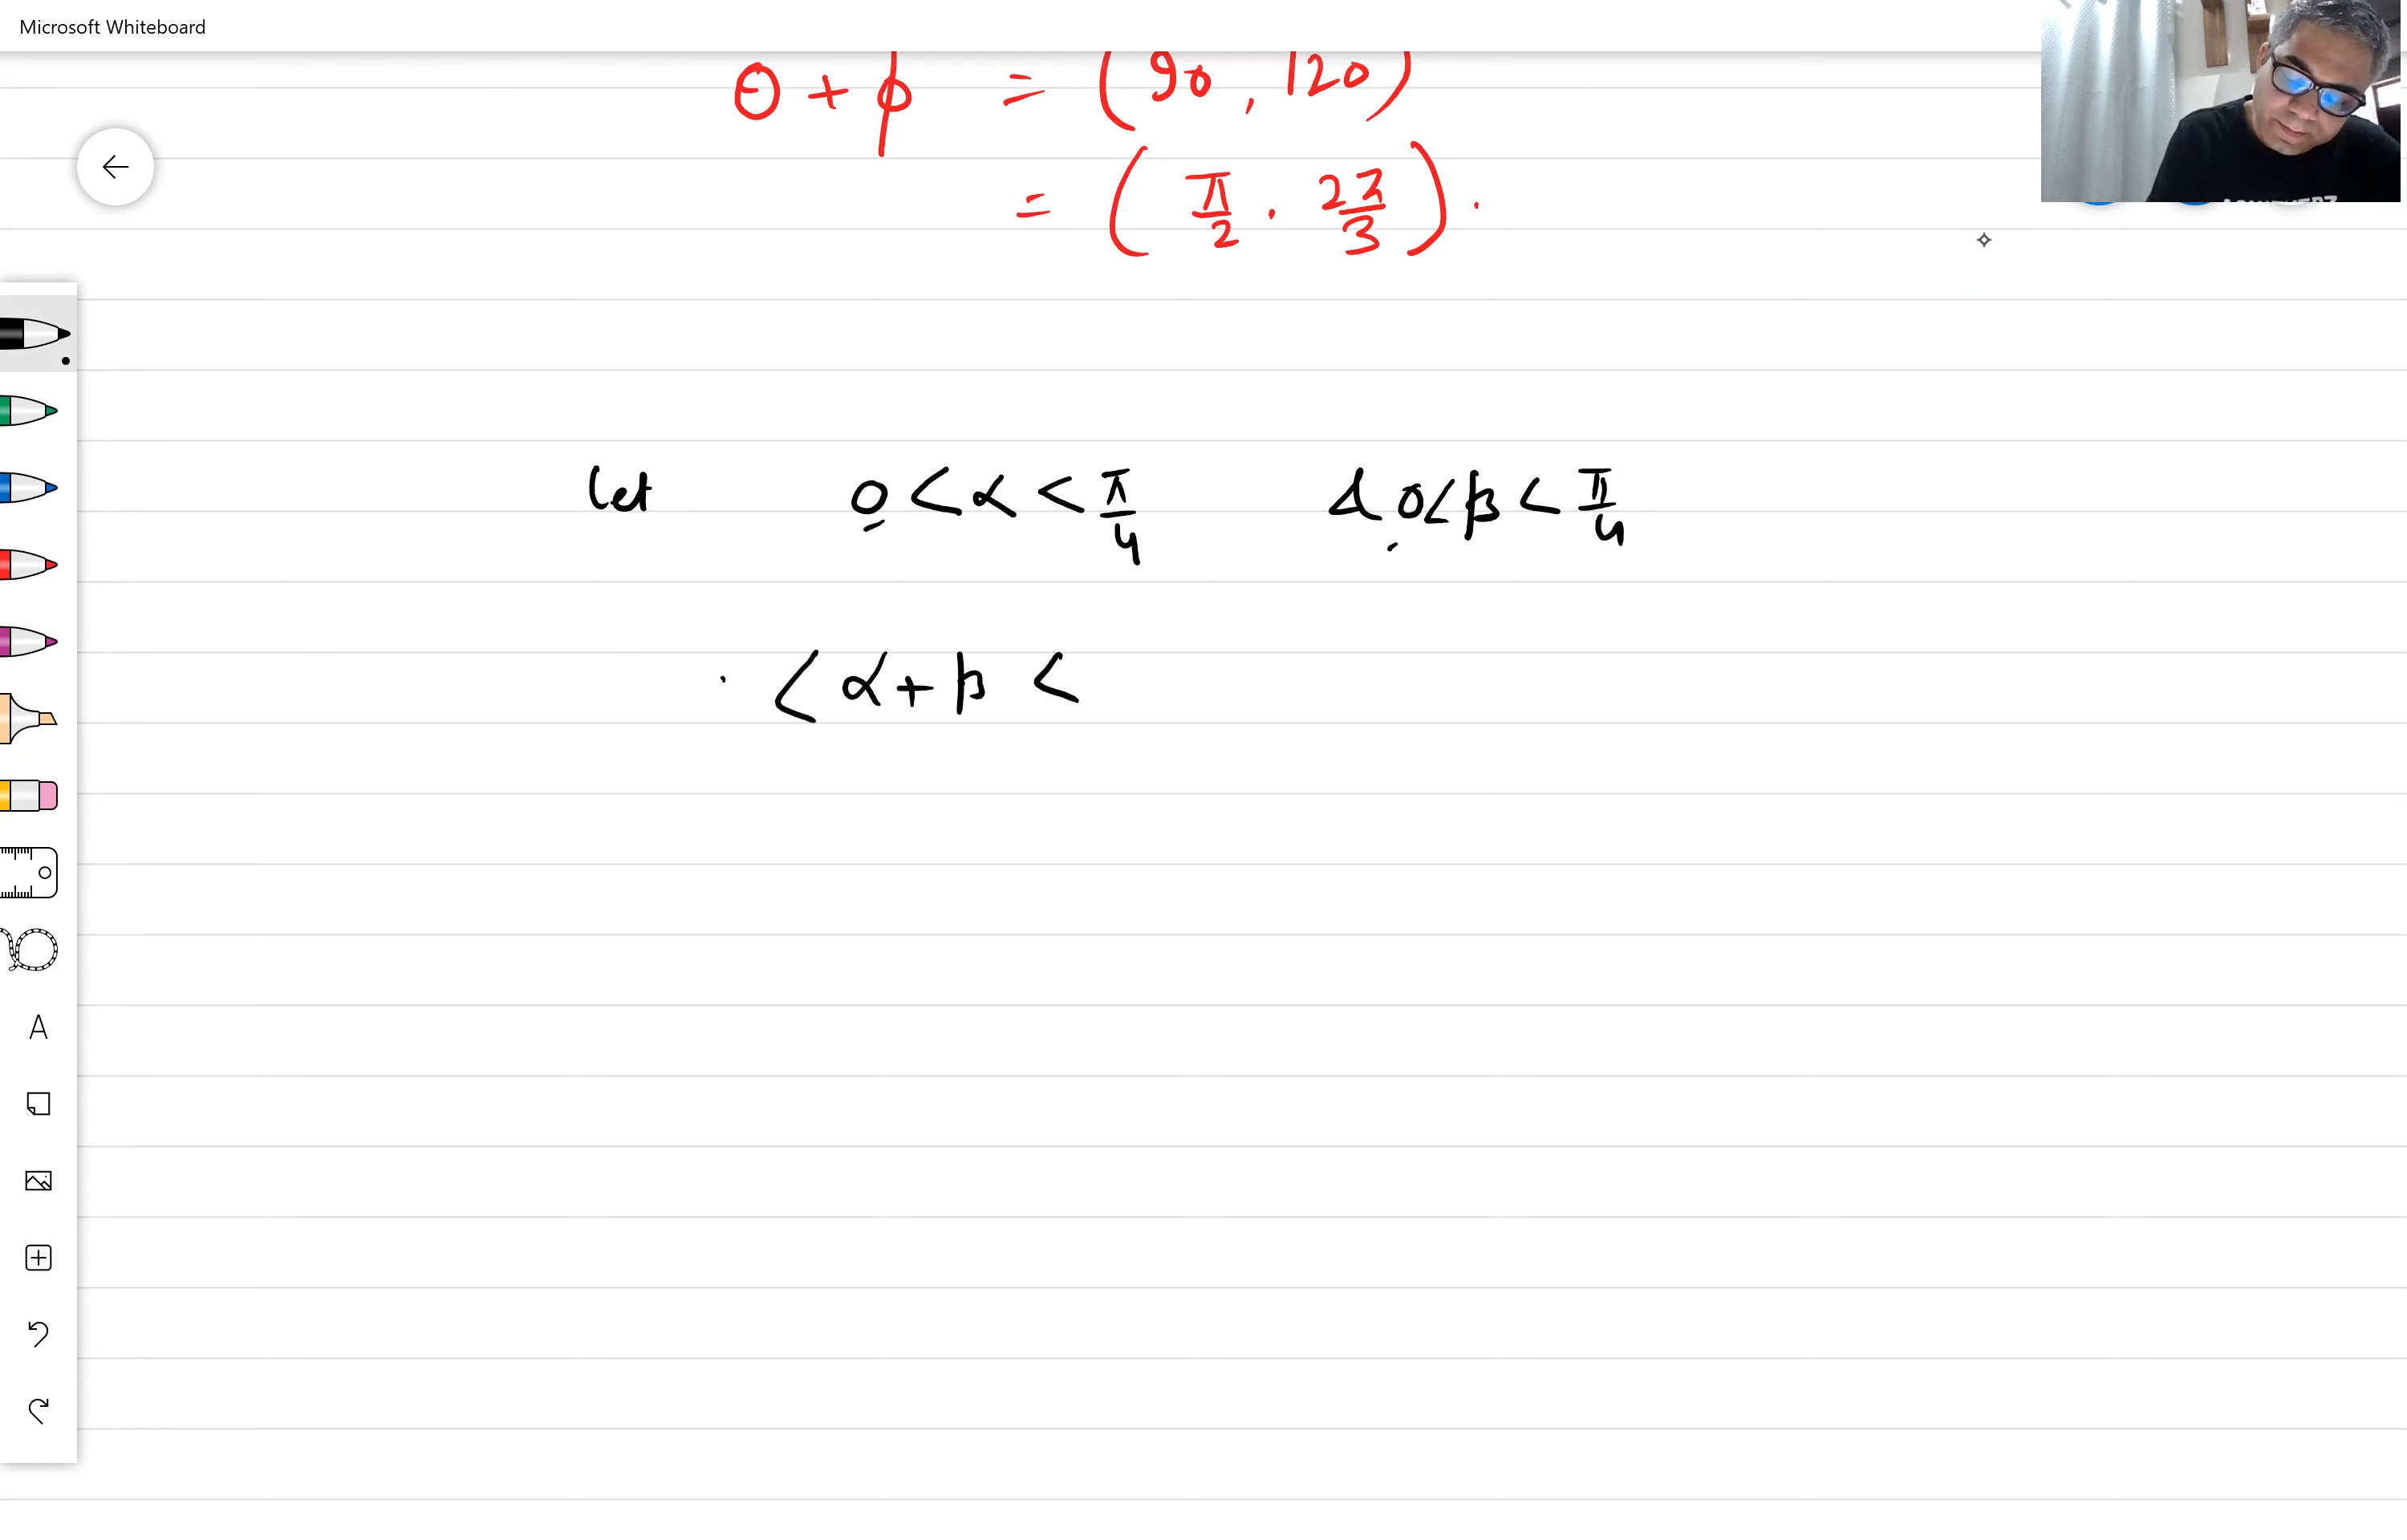 Microsoft Whiteboard
θ + ϕ = (90, 120)
= (π/2 . 2π/3).
Let 0 < α < π/4 & 0 < β < π/4
< α + β <
A